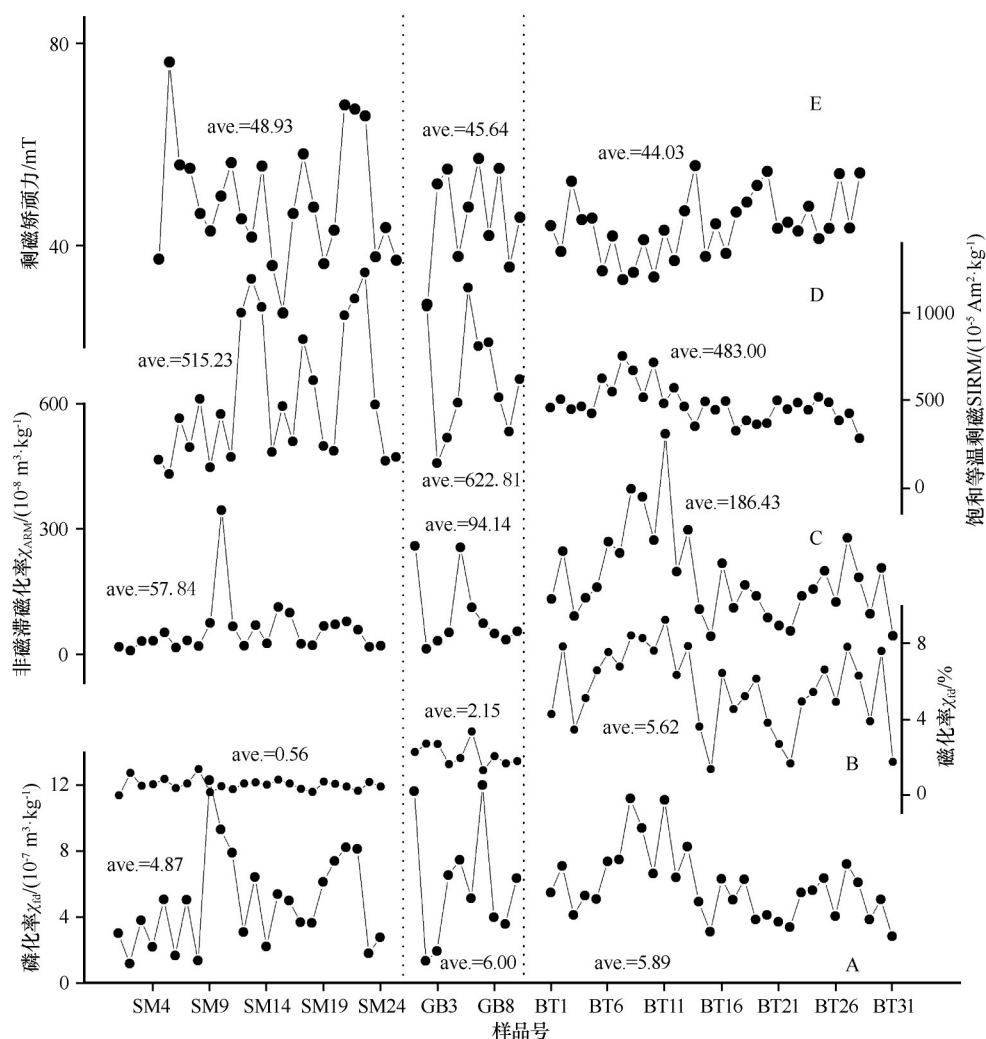 80
E
ave.=48.93
ave.=45.64
ave.=44.03
剩磁矫顽力/mT
40
D
1000
ave.=515.23
ave.=483.00
饱和等温剩磁SIRM/(10-5 Am2·kg-1)
600
500
ave.=622.81
0
ave.=186.43
ave.=94.14
C
非磁滞磁化率χARM/(10-8 m3·kg-1)
300
ave.=57.84
0
8
ave.=2.15
磁化率χfd/%
4
ave.=5.62
ave.=0.56
B
0
12
磷化率χfd/(10-7 m3·kg-1)
8
ave.=4.87
4
ave.=6.00
ave.=5.89
A
0
SM4 SM9 SM14 SM19 SM24 GB3 GB8 BT1 BT6 BT11 BT16 BT21 BT26 BT31
样品号